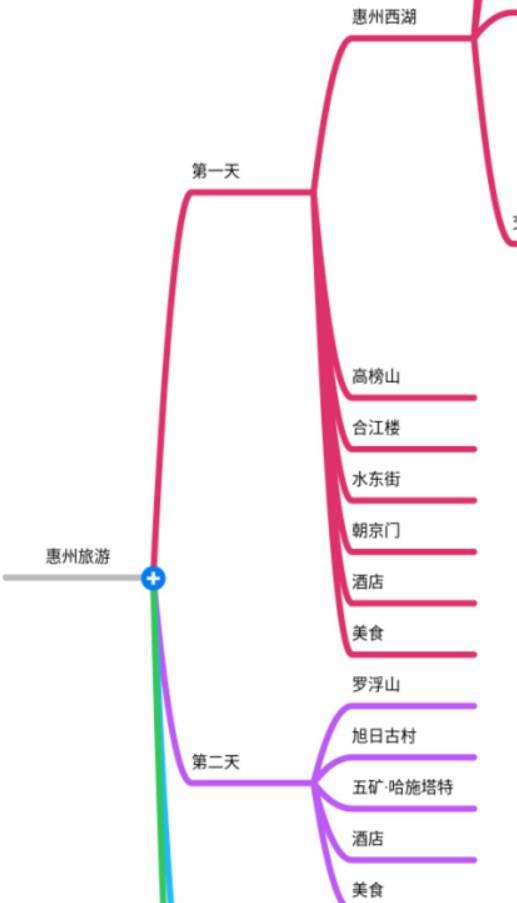 惠州西湖
第一天
高榜山
合江楼
水东街
朝京门
惠州旅游
酒店
美食
罗浮山
旭日古村
第二天
五矿·哈施塔特
酒店
美食